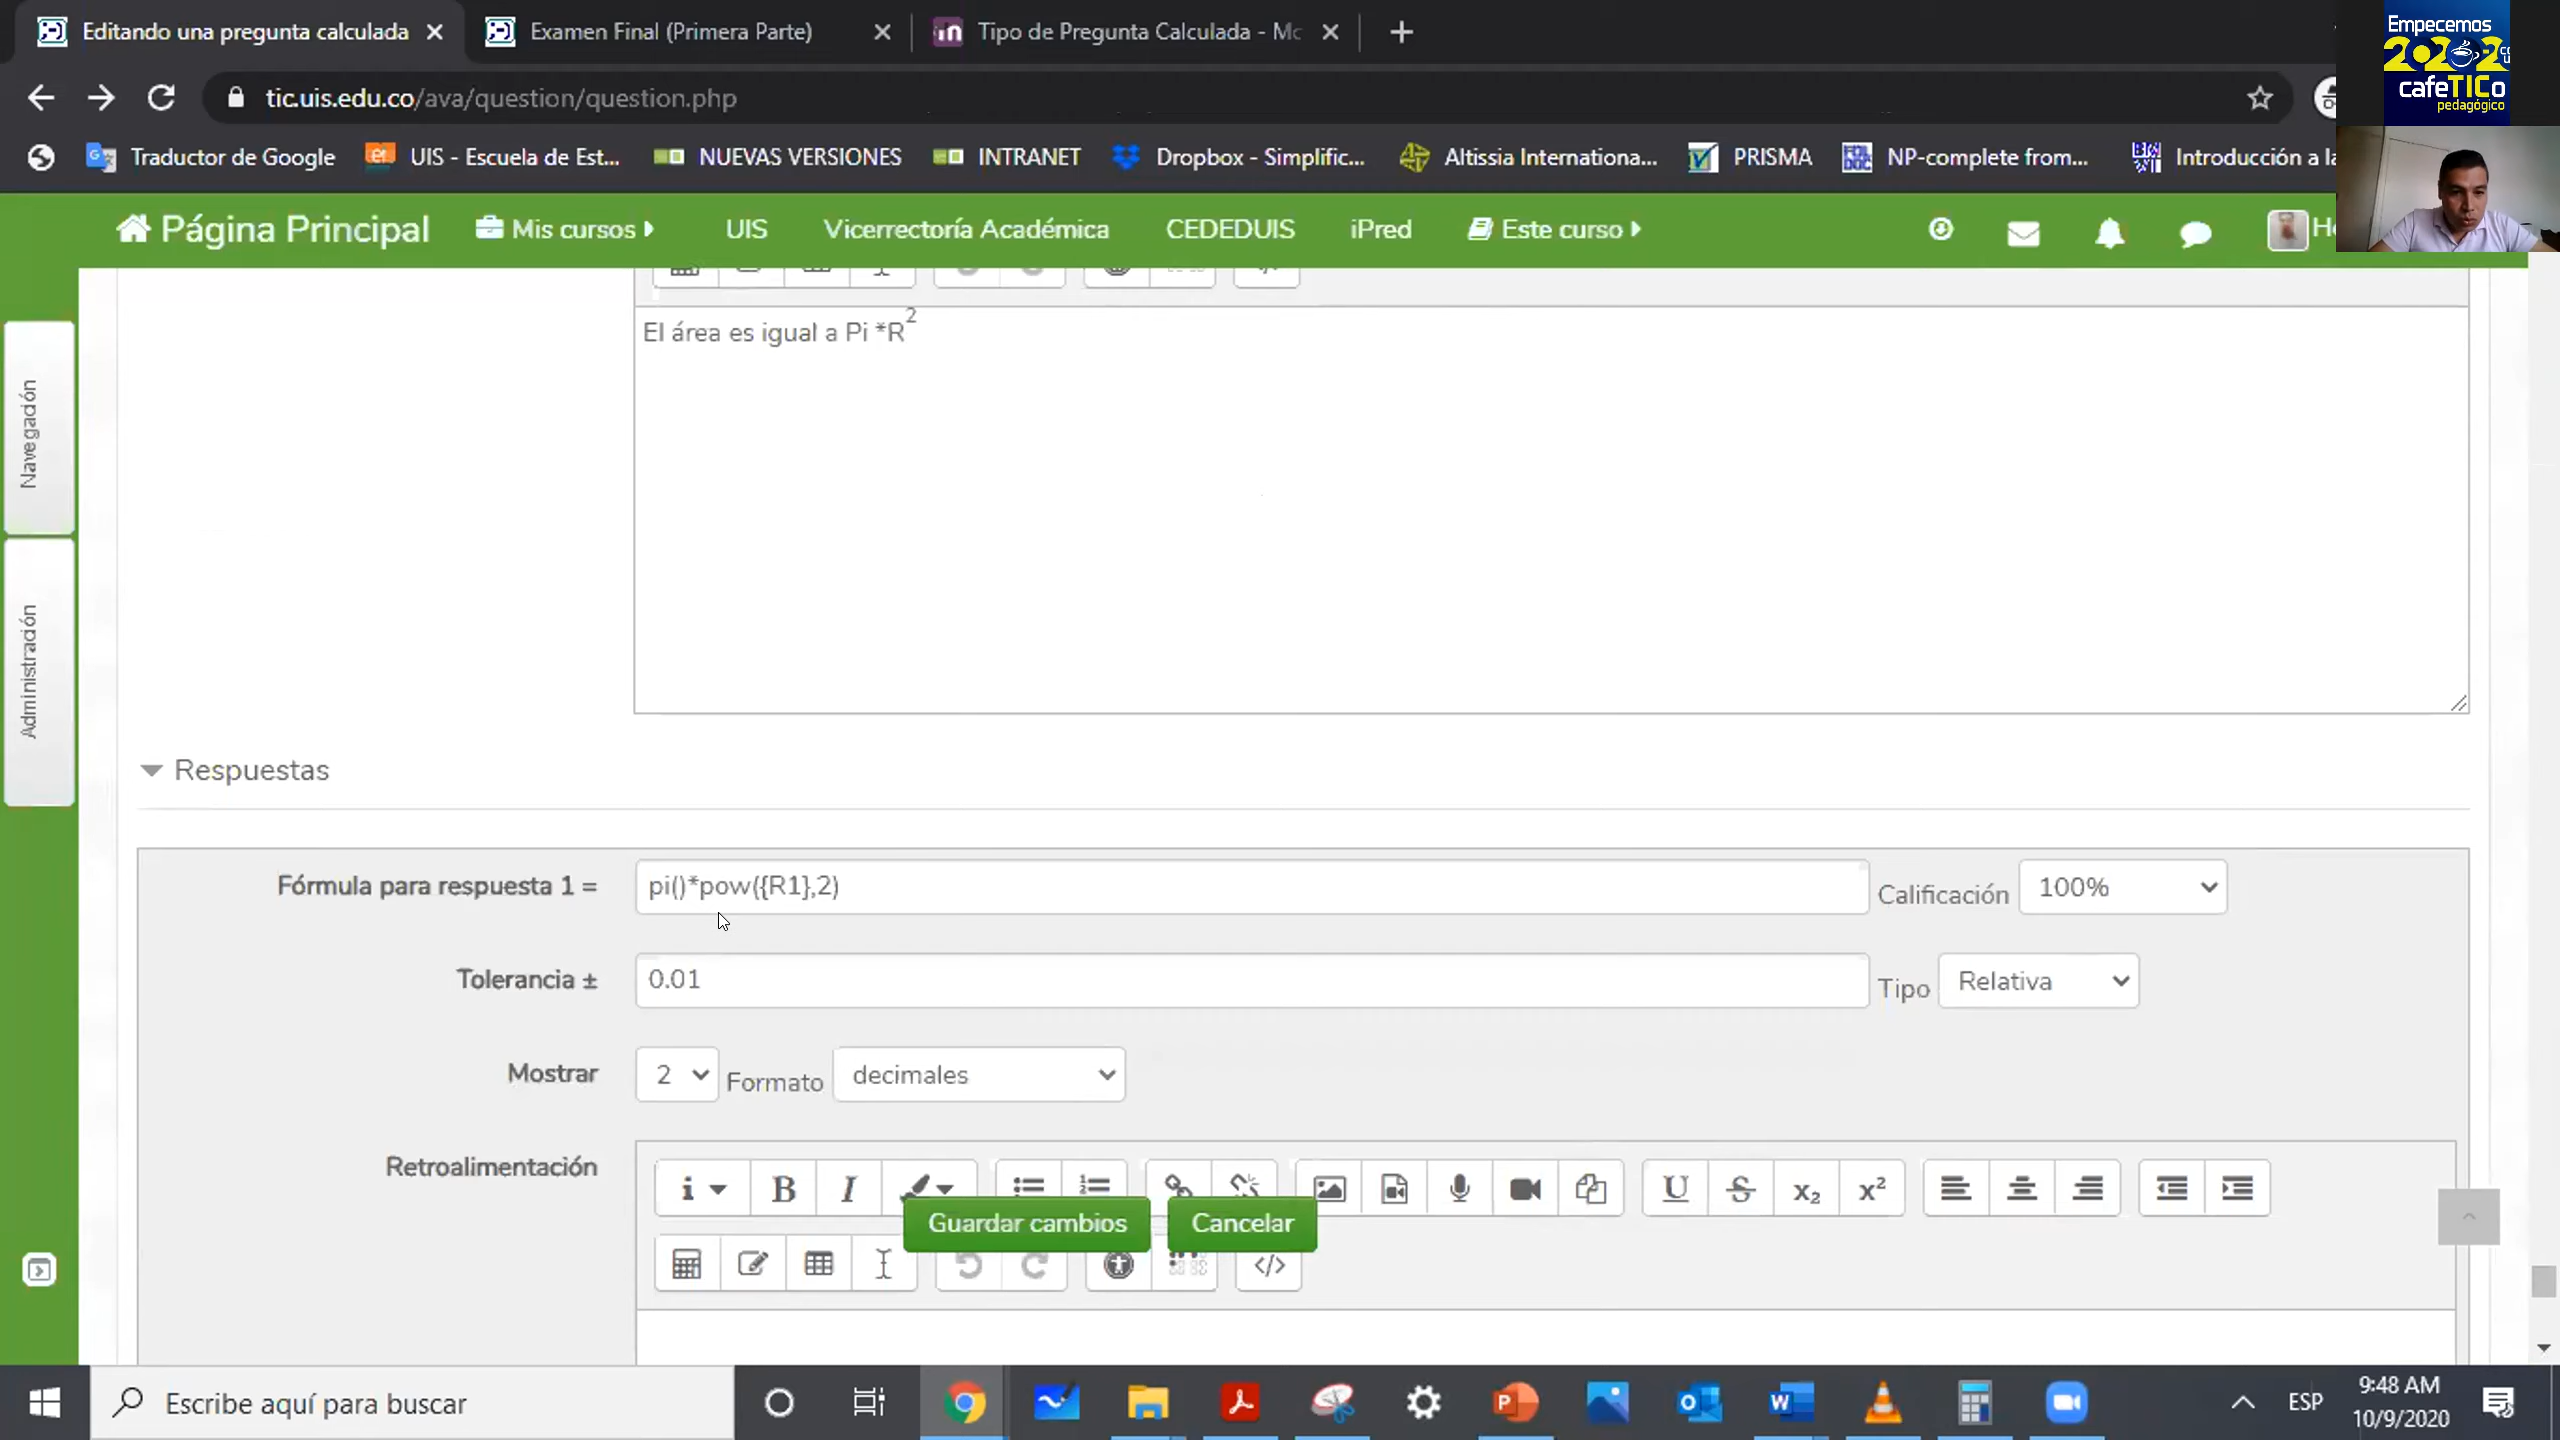 Editando una pregunta calculada
Examen Final (Primera Parte)
Tipo de Pregunta Calculada - Mc
Empecemos
2022
cafeTICo
pedagógico
tic.uis.edu.co/ava/question/question.php
Traductor de Google
UIS - Escuela de Est...
NUEVAS VERSIONES
INTRANET
Dropbox - Simplific...
Altissia Internationa...
PRISMA
NP-complete from...
Introducción a la
Página Principal
Mis cursos
UIS
Vicerrectoría Académica
CEDEDUIS
iPred
Este curso
Navegación
Administración
El área es igual a Pi *R²
Respuestas
Fórmula para respuesta 1 =
pi()*pow({R1},2)
Calificación
100%
Tolerancia ±
0.01
Tipo
Relativa
Mostrar
2
Formato
decimales
Retroalimentación
i
B
I
U
S
x₂
x²
Guardar cambios
Cancelar
</>
Escribe aquí para buscar
ESP
9:48 AM
10/9/2020